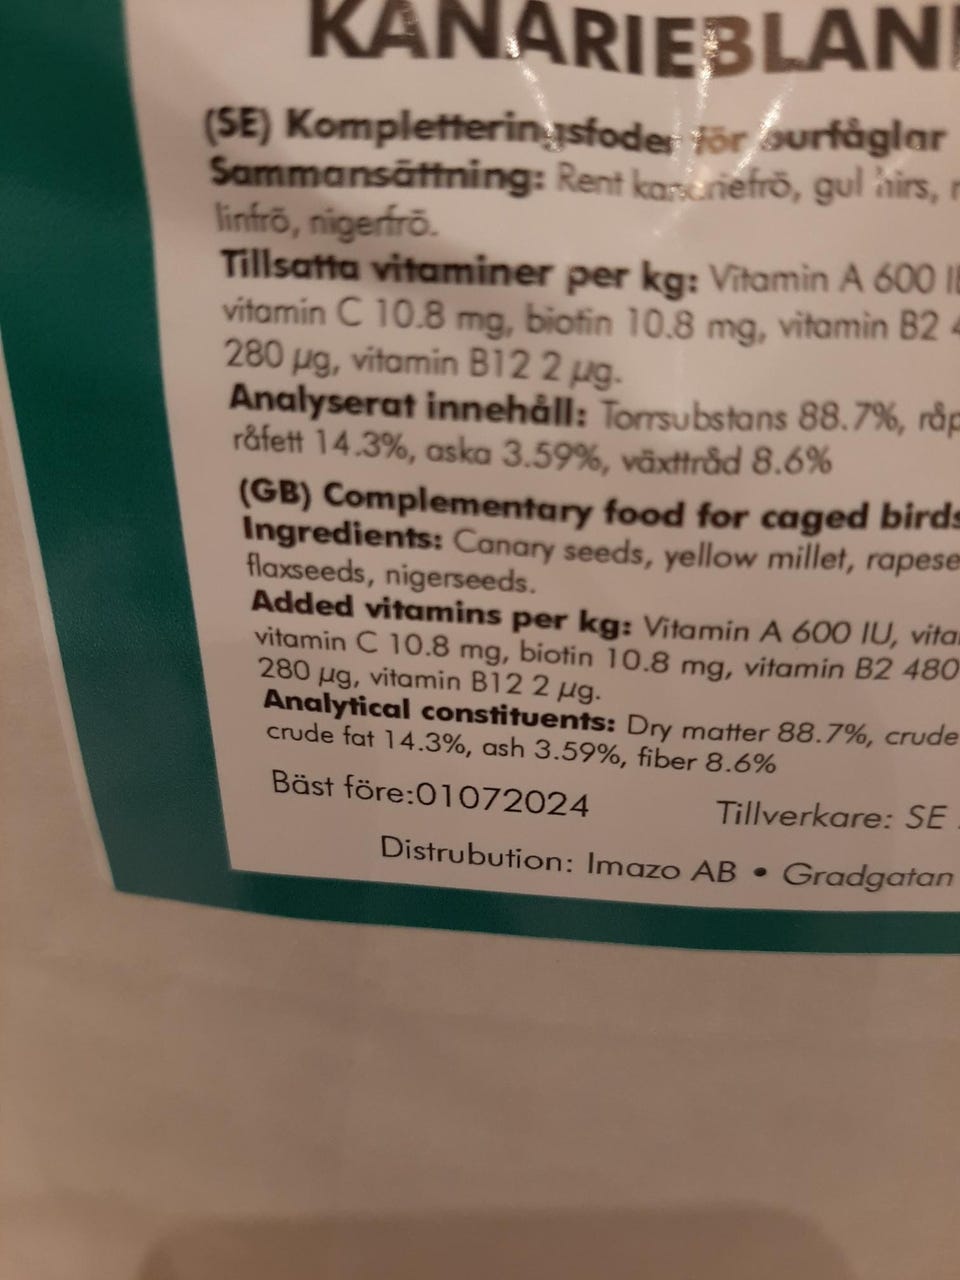 KANARIEBLAN
(SE) Kompletteringsfoder för burfåglar
Sammansättning: Rent kanariefrö, gul hirs, r
linfrö, nigerfrö.
Tillsatta vitaminer per kg: Vitamin A 600 I
vitamin C 10.8 mg, biotin 10.8 mg, vitamin B2 4
280 µg, vitamin B12 2 µg.
Analyserat innehåll: Torrsubstans 88.7%, råp
råfett 14.3%, aska 3.59%, växttråd 8.6%
(GB) Complementary food for caged birds
Ingredients: Canary seeds, yellow millet, rapese
flaxseeds, nigerseeds.
Added vitamins per kg: Vitamin A 600 IU, vita
vitamin C 10.8 mg, biotin 10.8 mg, vitamin B2 480
280 µg, vitamin B12 2 µg.
Analytical constituents: Dry matter 88.7%, crude
crude fat 14.3%, ash 3.59%, fiber 8.6%
Bäst före:01072024 Tillverkare: SE
Distrubution: Imazo AB • Gradgatan